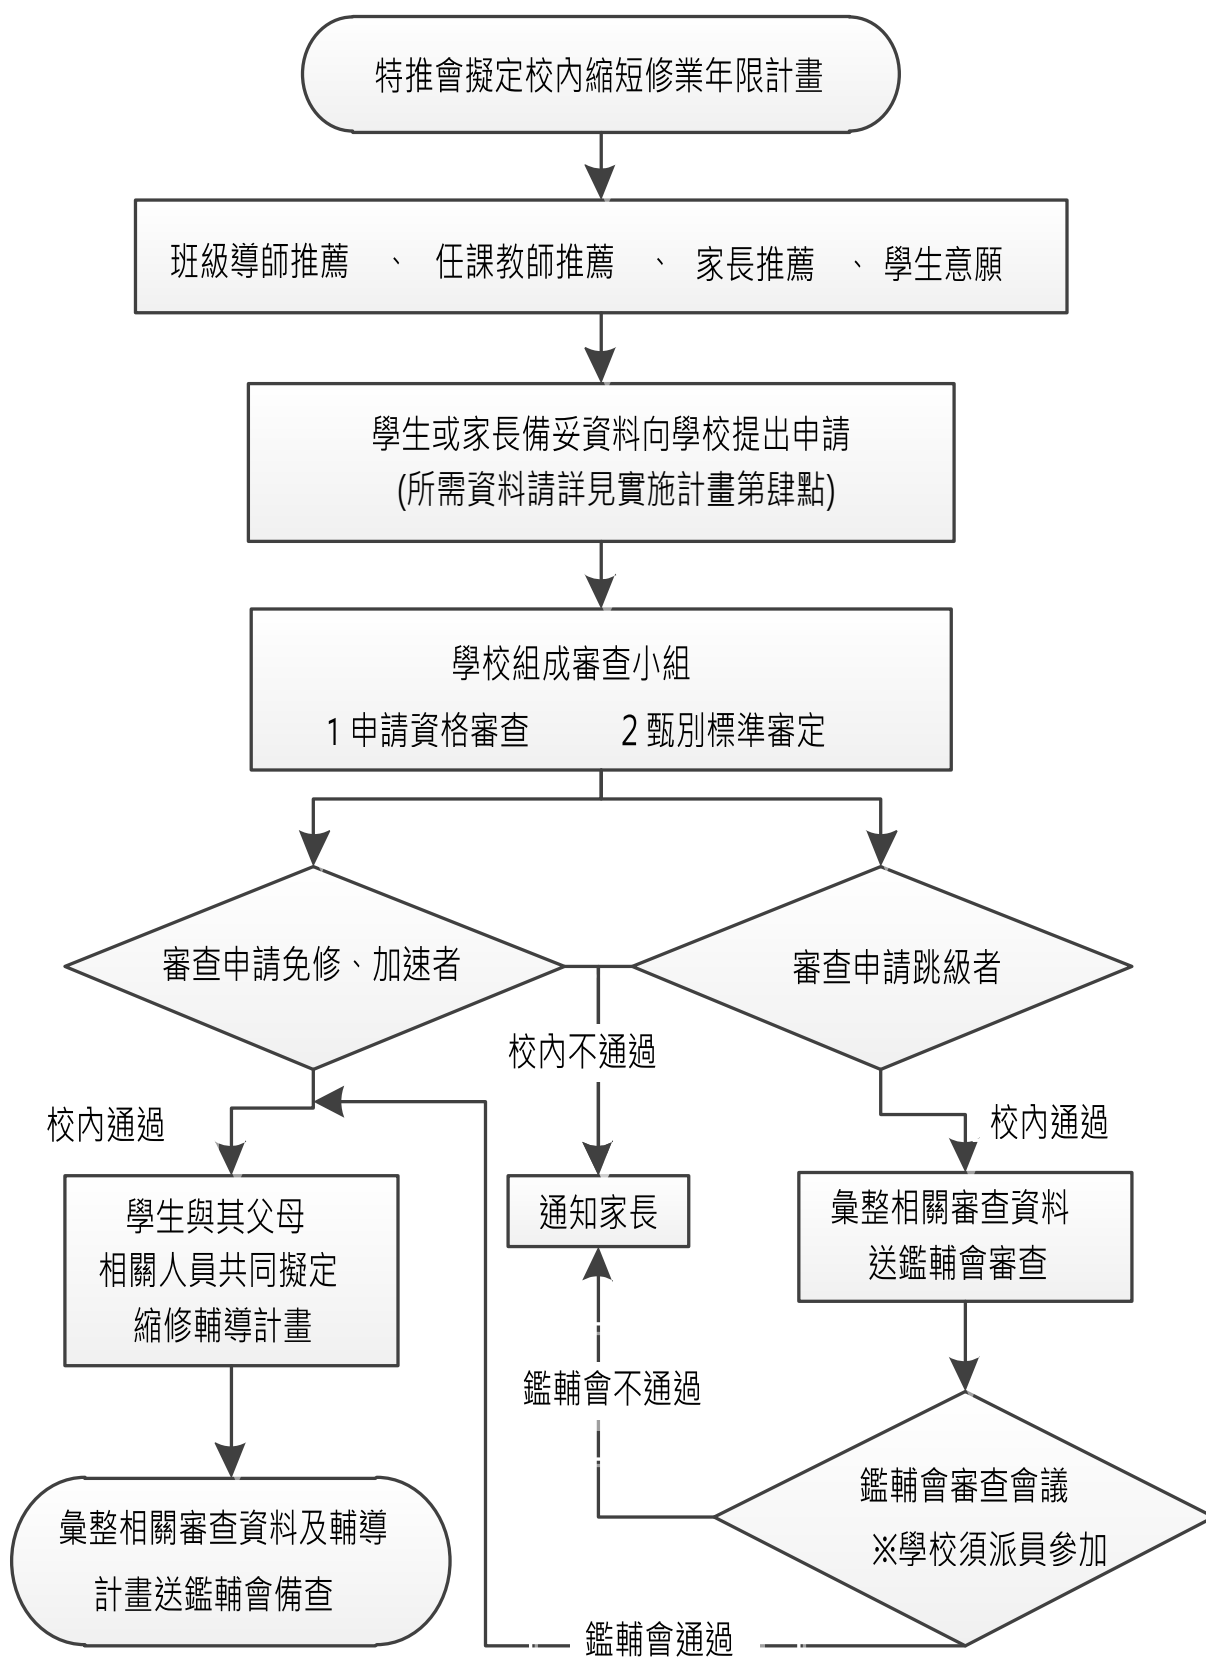 特推會擬定校內縮短修業年限計畫
班級導師推薦 、 任課教師推薦 、 家長推薦 、 學生意願
學生或家長備妥資料向學校提出申請
(所需資料請詳見實施計畫第肆點)
學校組成審查小組
1 申請資格審查 2 甄別標準審定
審查申請免修、加速者
審查申請跳級者
校內不通過
校內通過
校內通過
學生與其父母
相關人員共同擬定
縮修輔導計畫
通知家長
彙整相關審查資料
送鑑輔會審查
鑑輔會不通過
鑑輔會審查會議
※學校須派員參加
彙整相關審查資料及輔導
計畫送鑑輔會備查
鑑輔會通過